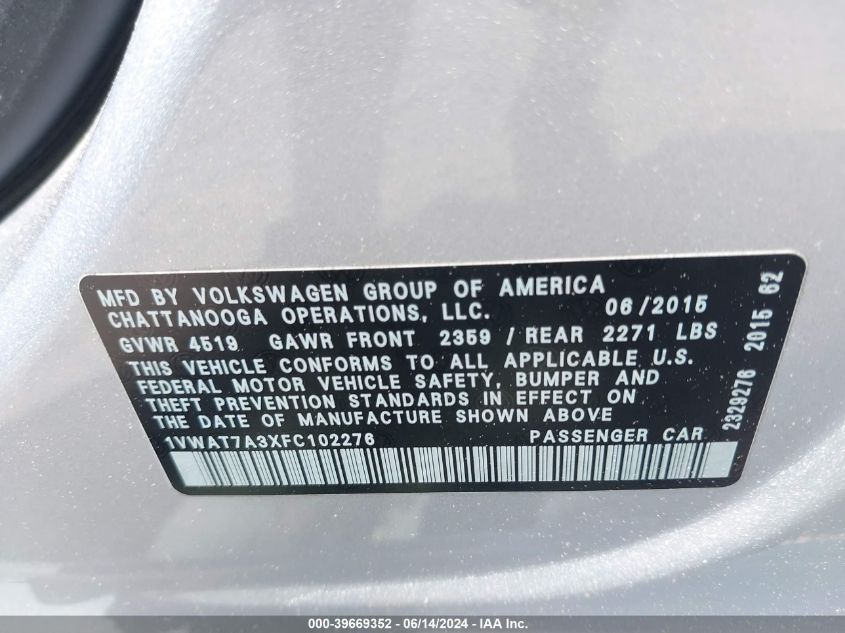 MFD BY VOLKSWAGEN GROUP OF AMERICA
CHATTANOOGA OPERATIONS, LLC. 06/2015
GVWR 4519 GAWR FRONT 2359 / REAR 2271 LBS
THIS VEHICLE CONFORMS TO ALL APPLICABLE U.S.
FEDERAL MOTOR VEHICLE SAFETY, BUMPER AND
THEFT PREVENTION STANDARDS IN EFFECT ON
THE DATE OF MANUFACTURE SHOWN ABOVE
1VWAT7A3XFC102276 PASSENGER CAR
2329276 2015 62
000-39669352 - 06/14/2024 - IAA Inc.